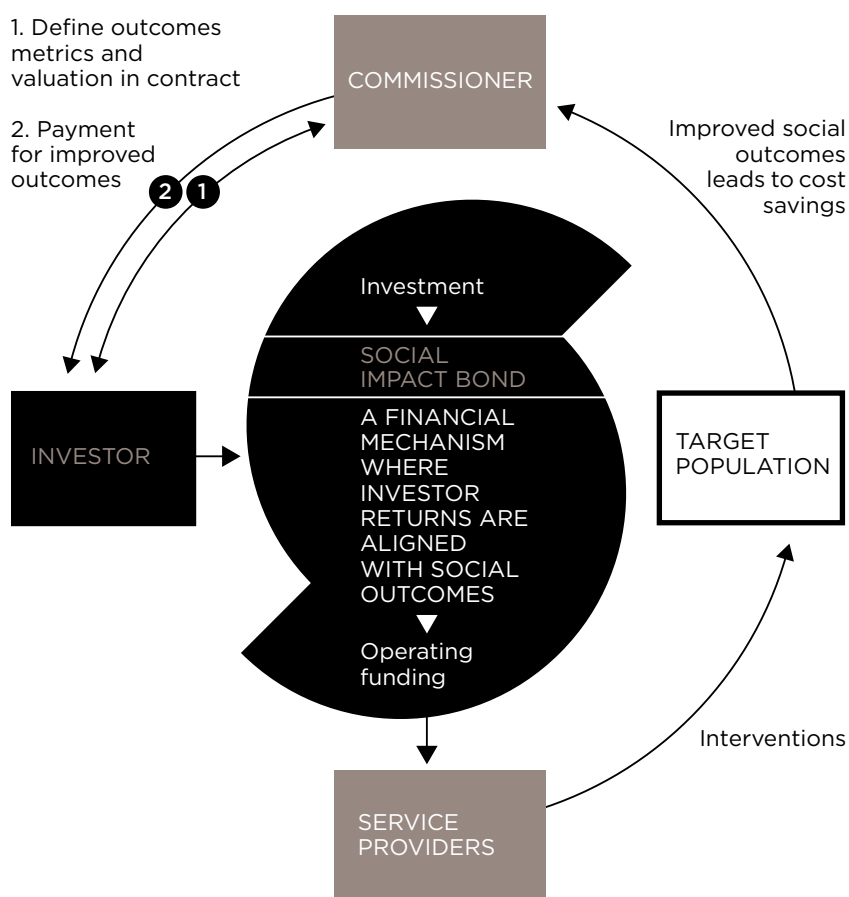 1. Define outcomes
metrics and
valuation in contract
2. Payment
for improved
outcomes
2 1
COMMISSIONER
Improved social
outcomes
leads to cost
savings
Investment
SOCIAL
IMPACT BOND
A FINANCIAL
MECHANISM
WHERE
INVESTOR
RETURNS ARE
ALIGNED
WITH SOCIAL
OUTCOMES
Operating
funding
INVESTOR
TARGET
POPULATION
Interventions
SERVICE
PROVIDERS